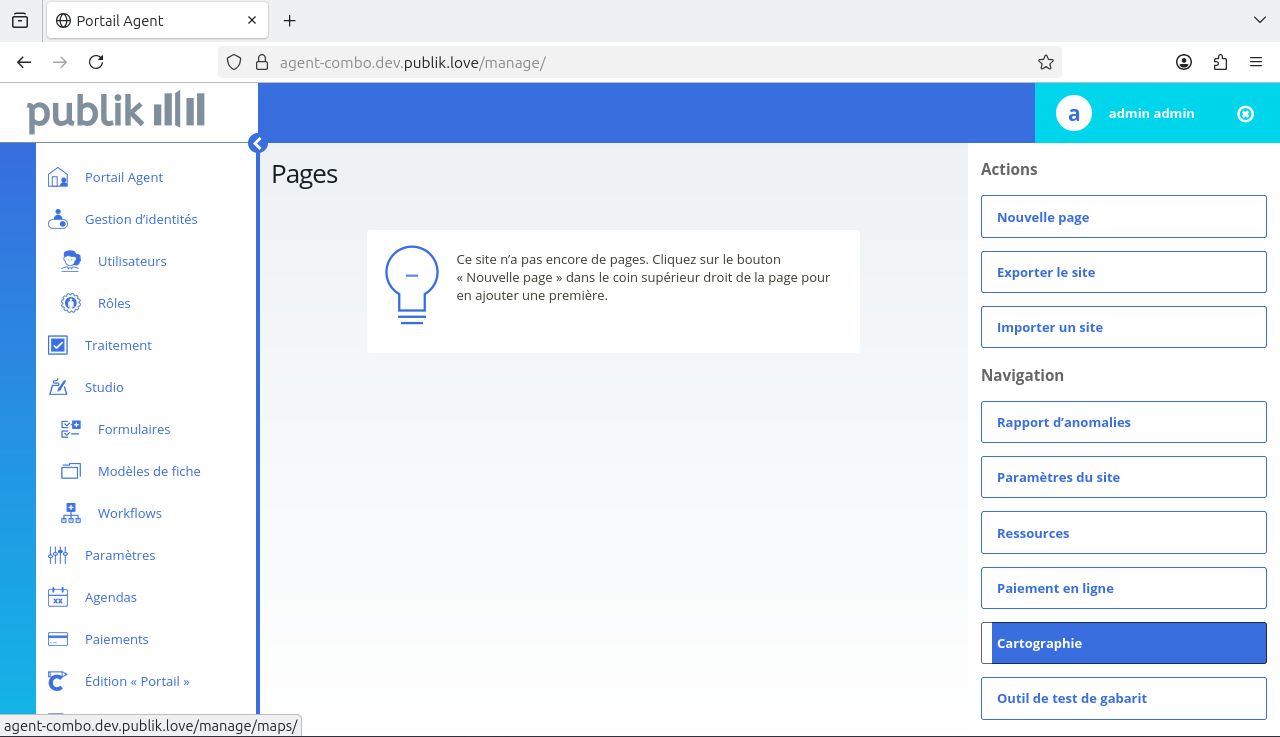 Portail Agent
agent-combo.dev.publik.love/manage/
publik
a
admin admin
Portail Agent
Gestion d’identités
Utilisateurs
Rôles
Traitement
Studio
Formulaires
Modèles de fiche
Workflows
Paramètres
Agendas
Paiements
Édition « Portail »
Pages
Ce site n’a pas encore de pages. Cliquez sur le bouton
« Nouvelle page » dans le coin supérieur droit de la page pour
en ajouter une première.
Actions
Nouvelle page
Exporter le site
Importer un site
Navigation
Rapport d’anomalies
Paramètres du site
Ressources
Paiement en ligne
Cartographie
Outil de test de gabarit
agent-combo.dev.publik.love/manage/maps/